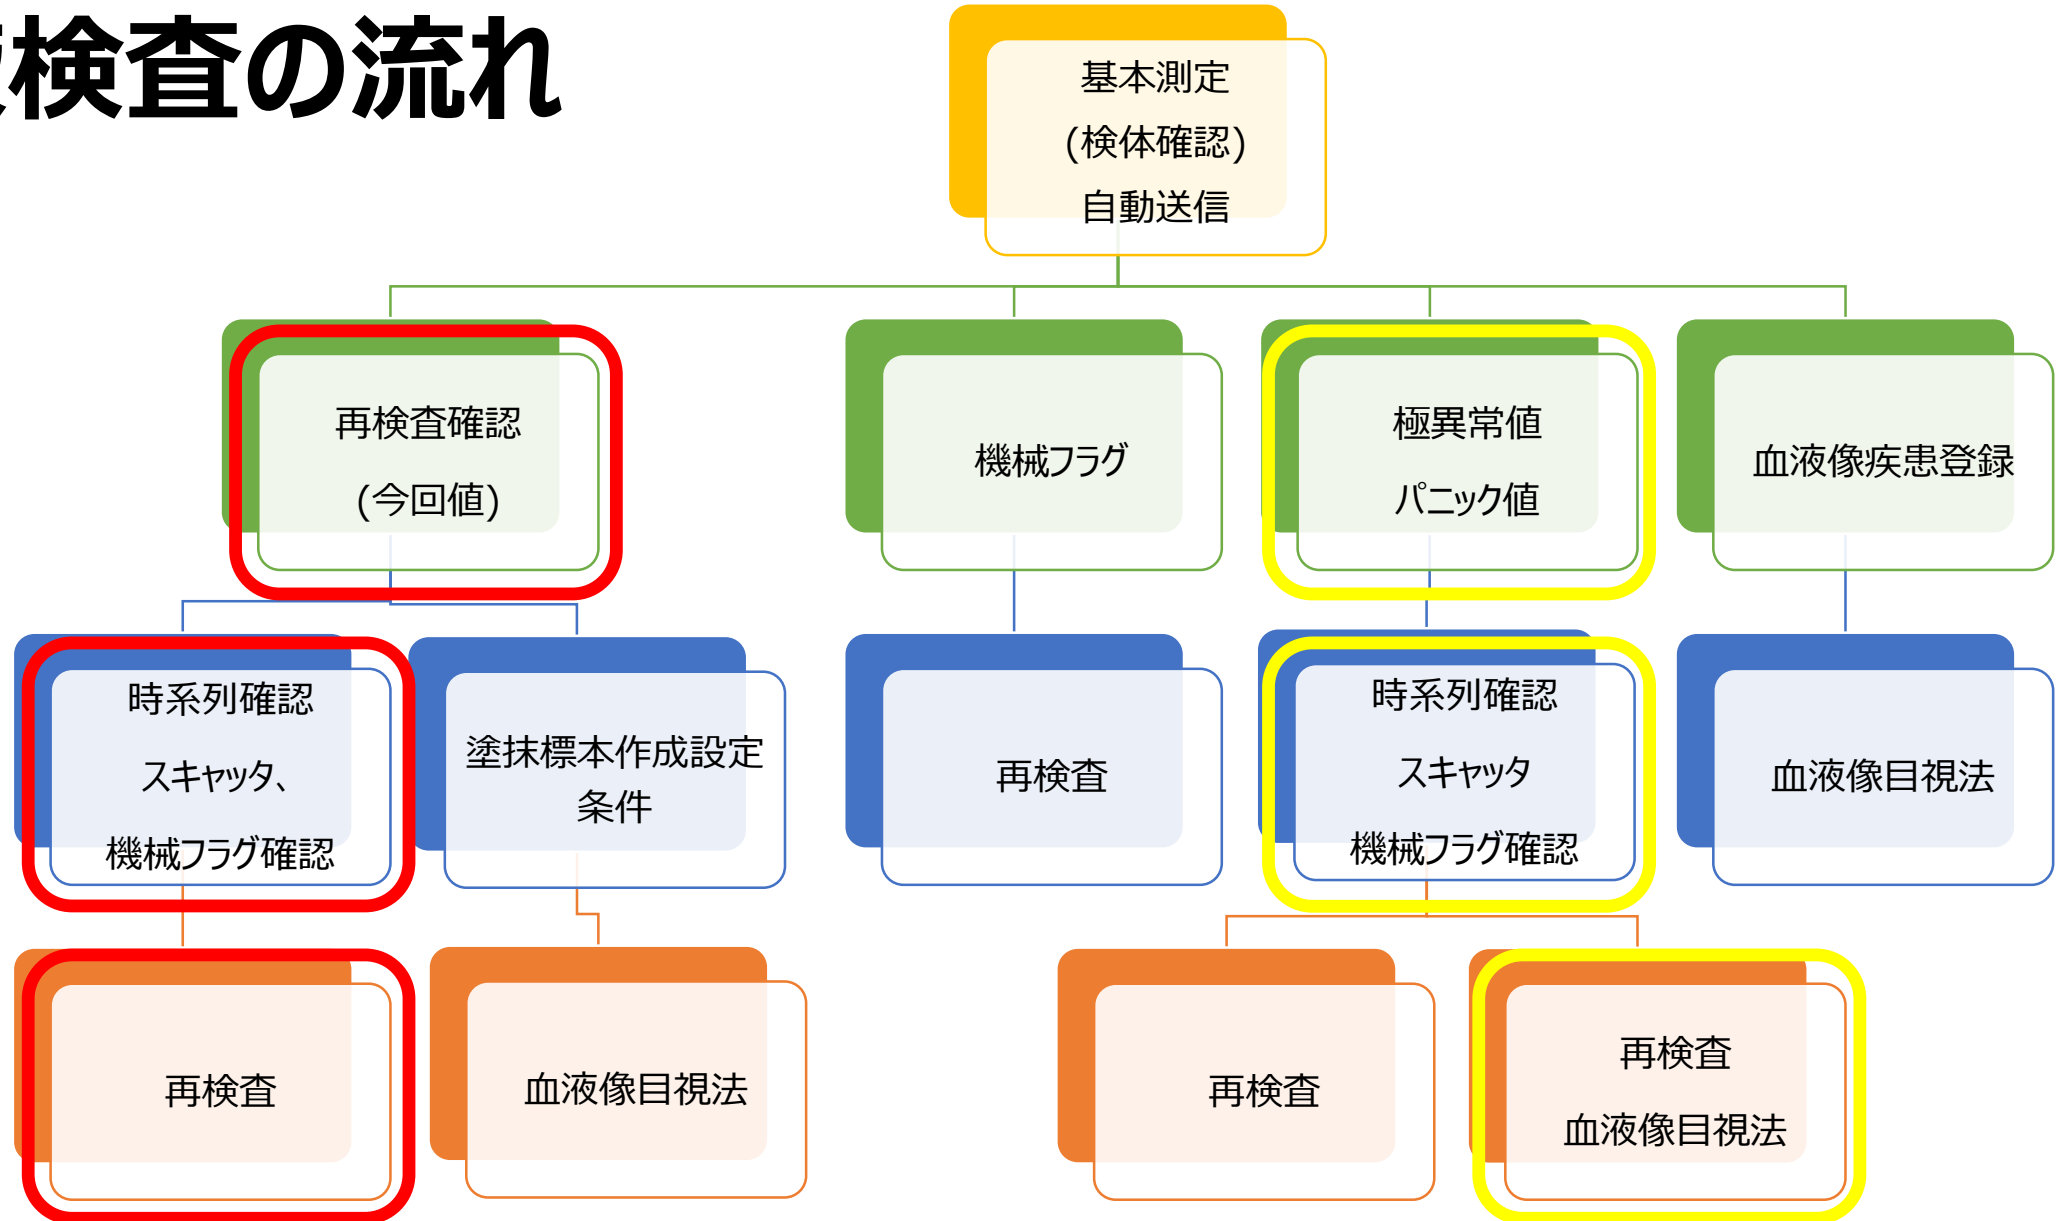 検査の流れ
基本測定
(検体確認)
自動送信
再検査確認
(今回値)
機械フラグ
極異常値
パニック値
血液像疾患登録
時系列確認
スキャッタ、
機械フラグ確認
塗抹標本作成設定
条件
再検査
時系列確認
スキャッタ
機械フラグ確認
血液像目視法
再検査
血液像目視法
再検査
再検査
血液像目視法